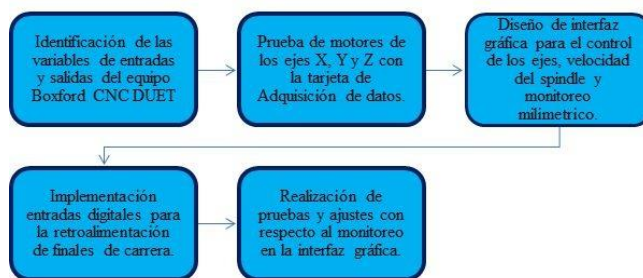 Identificación de las
variables de entradas
y salidas del equipo
Boxford CNC DUET
Prueba de motores de
los ejes X, Y y Z con
la tarjeta de
Adquisición de datos.
Diseño de interfaz
gráfica para el control
de los ejes, velocidad
del spindle y
monitoreo
milimetrico.
Implementación
entradas digitales para
la retroalimentación
de finales de carrera.
Realización de
pruebas y ajustes con
respecto al monitoreo
en la interfaz gráfica.